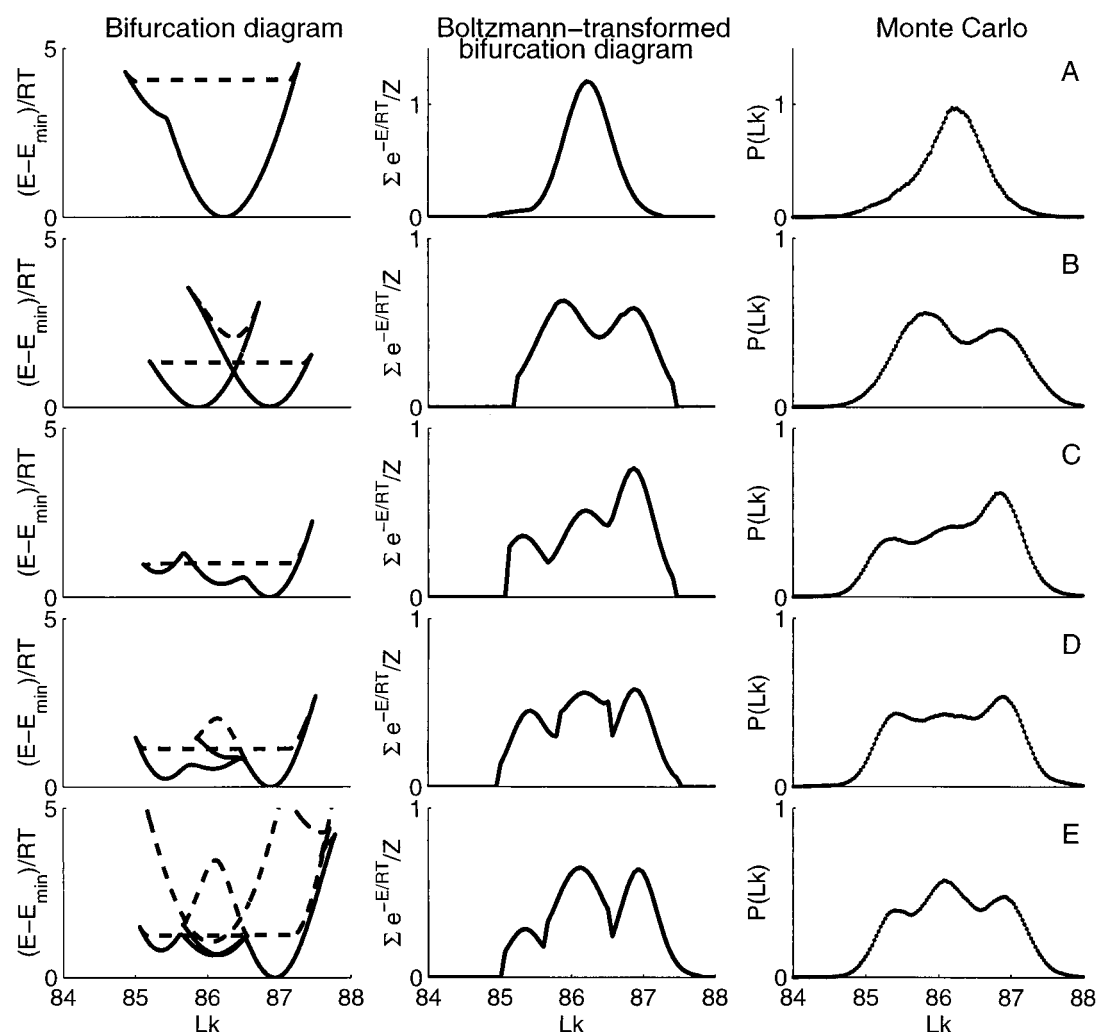 Bifurcation diagram
Boltzmann−transformed
bifurcation diagram
Monte Carlo
5
0
(E−E_min)/RT
1
0
Σ e^−E/RT/Z
1
0
P(Lk)
A
5
0
(E−E_min)/RT
1
0
Σ e^−E/RT/Z
1
0
P(Lk)
B
5
0
(E−E_min)/RT
1
0
Σ e^−E/RT/Z
1
0
P(Lk)
C
5
0
(E−E_min)/RT
1
0
Σ e^−E/RT/Z
1
0
P(Lk)
D
5
0
(E−E_min)/RT
1
0
Σ e^−E/RT/Z
1
0
P(Lk)
E
84 85 86 87 88
Lk
84 85 86 87 88
Lk
84 85 86 87 88
Lk